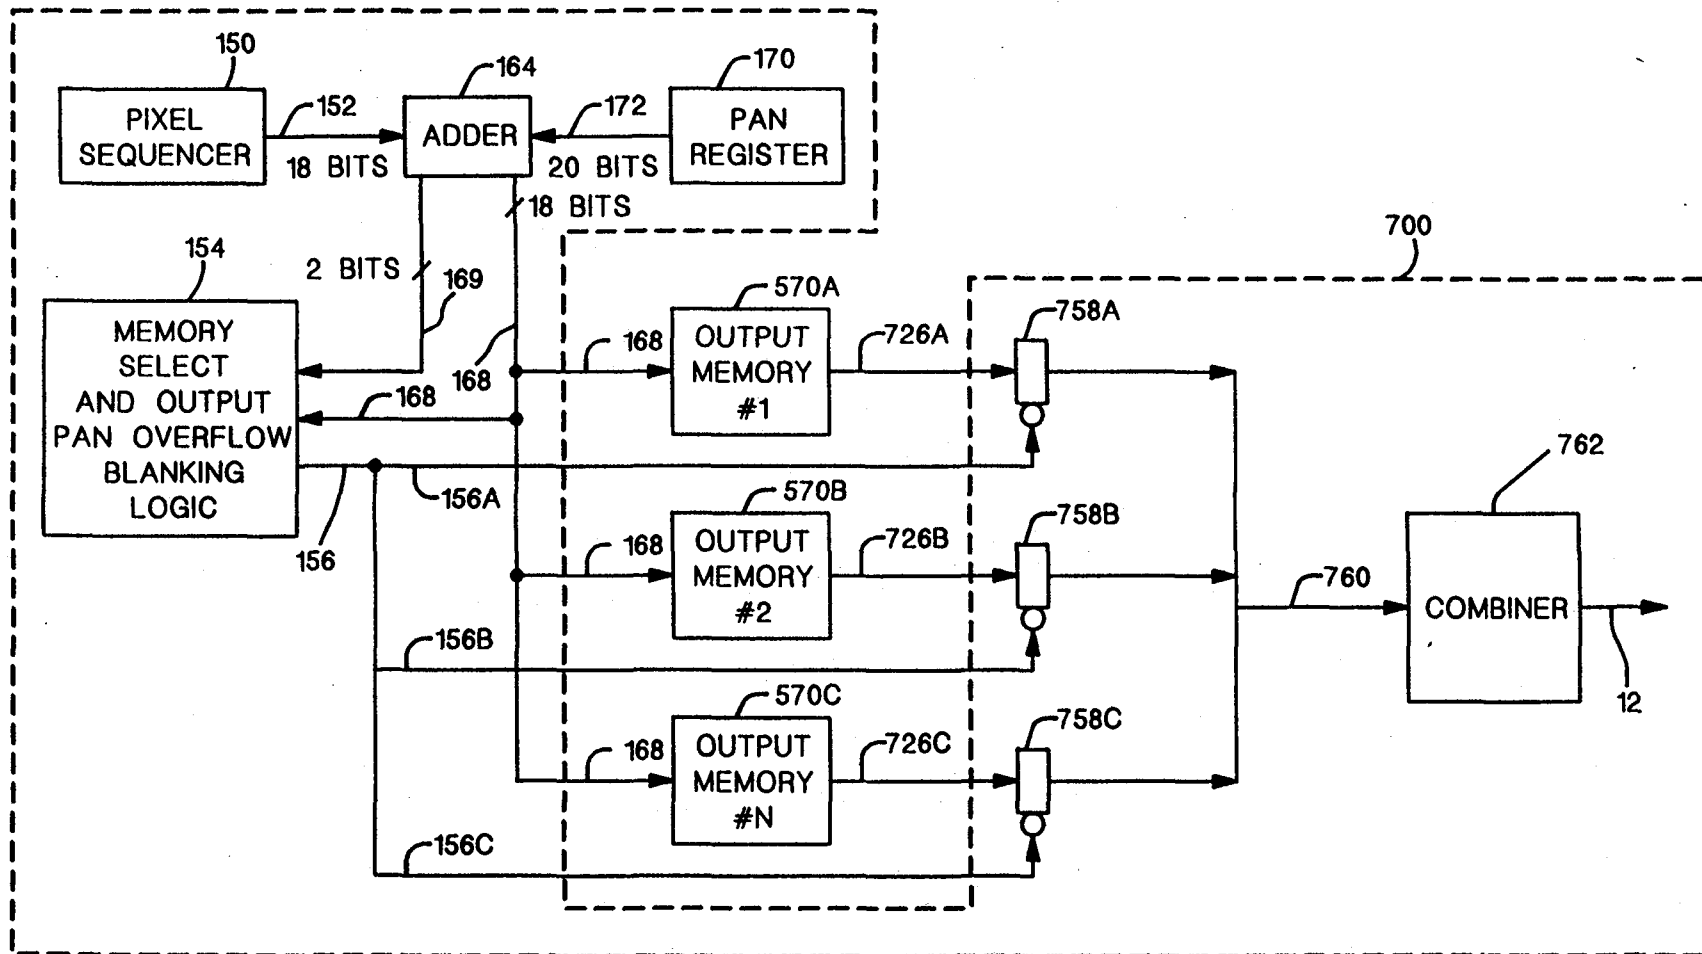 150
PIXEL
SEQUENCER
152
18 BITS
164
ADDER
172
20 BITS
170
PAN
REGISTER
18 BITS
2 BITS
169
168
154
MEMORY
SELECT
AND OUTPUT
PAN OVERFLOW
BLANKING
LOGIC
168
156
156A
156B
156C
168
570A
OUTPUT
MEMORY
#1
726A
758A
168
570B
OUTPUT
MEMORY
#2
726B
758B
168
570C
OUTPUT
MEMORY
#N
726C
758C
700
760
762
COMBINER
12